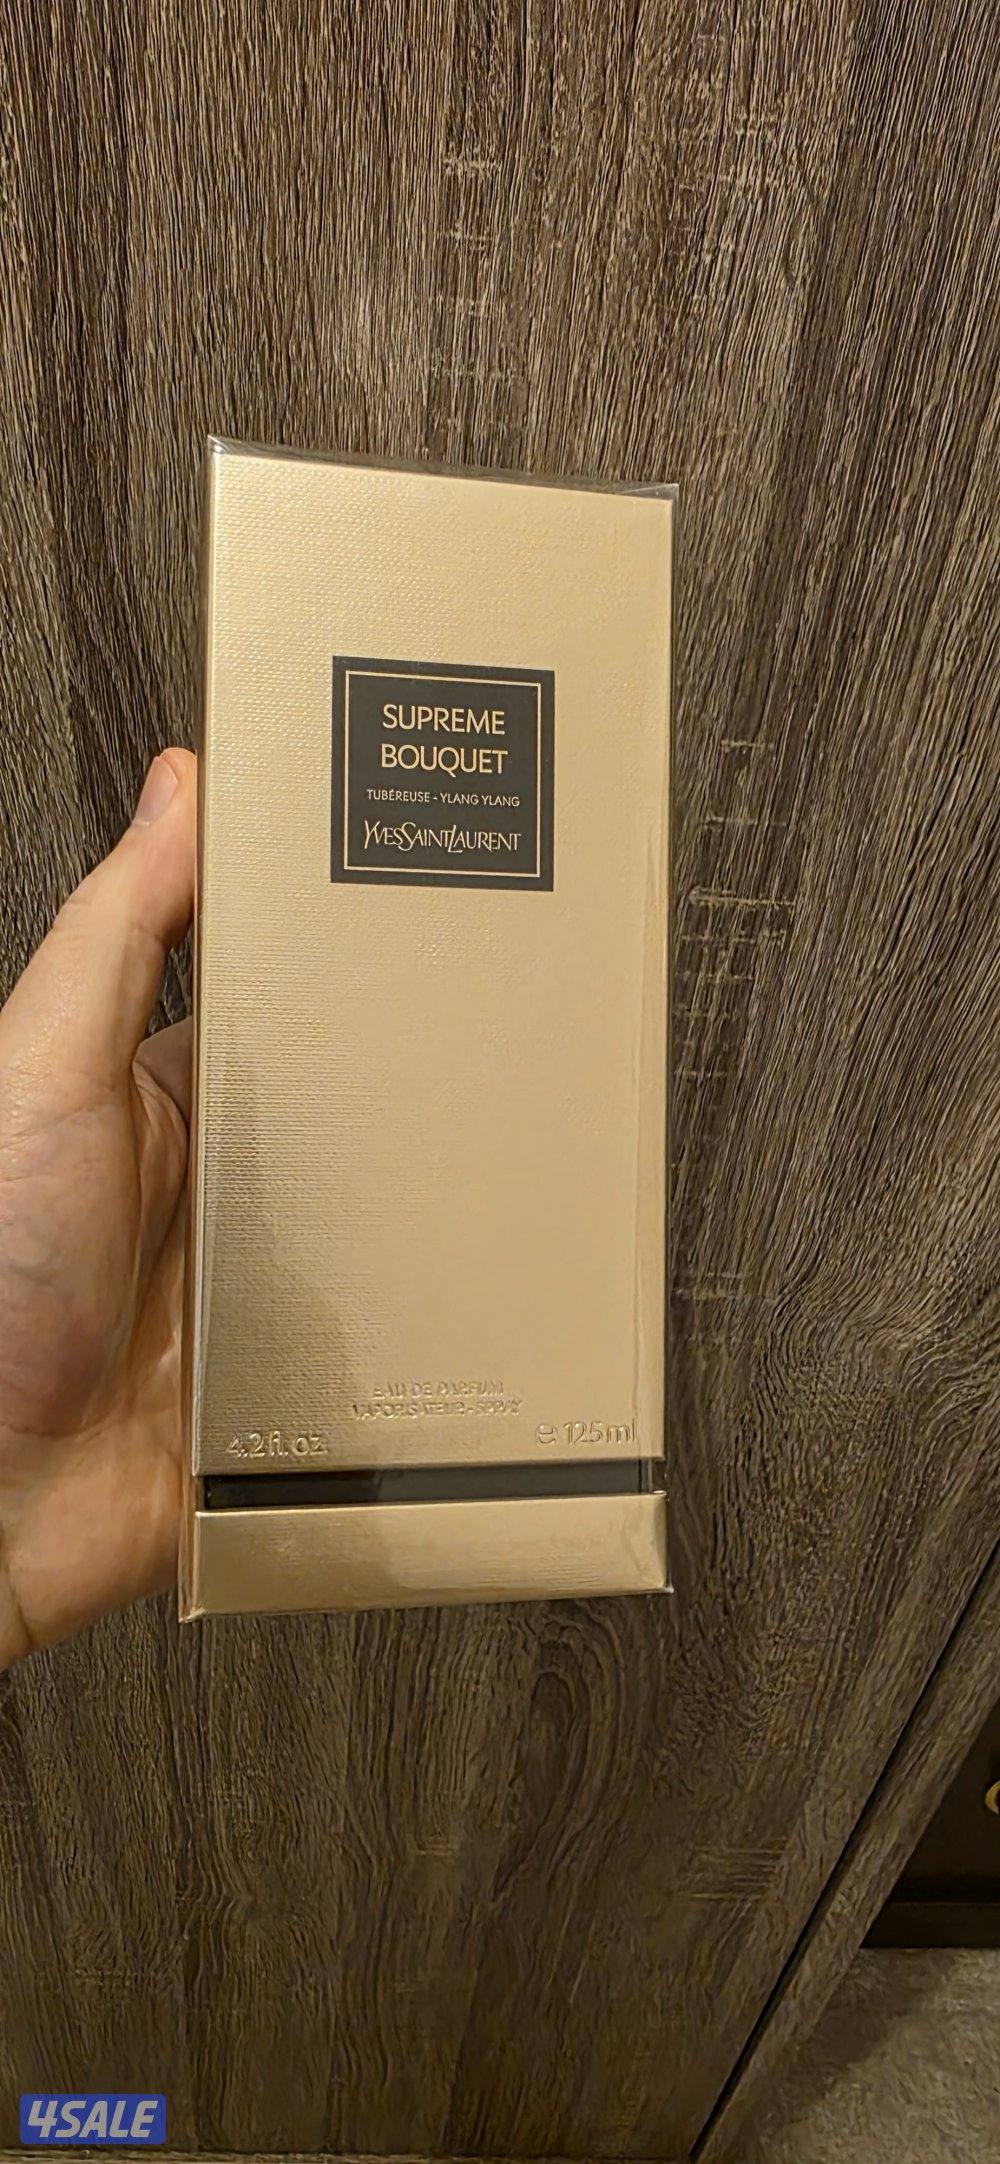 SUPREME
BOUQUET
TUBÉREUSE - YLANG YLANG
YVESSAINTLAURENT
EAU DE PARFUM
VAPORISATEUR - SPRAY
4.2 fl. oz.
e 125 ml
4SALE